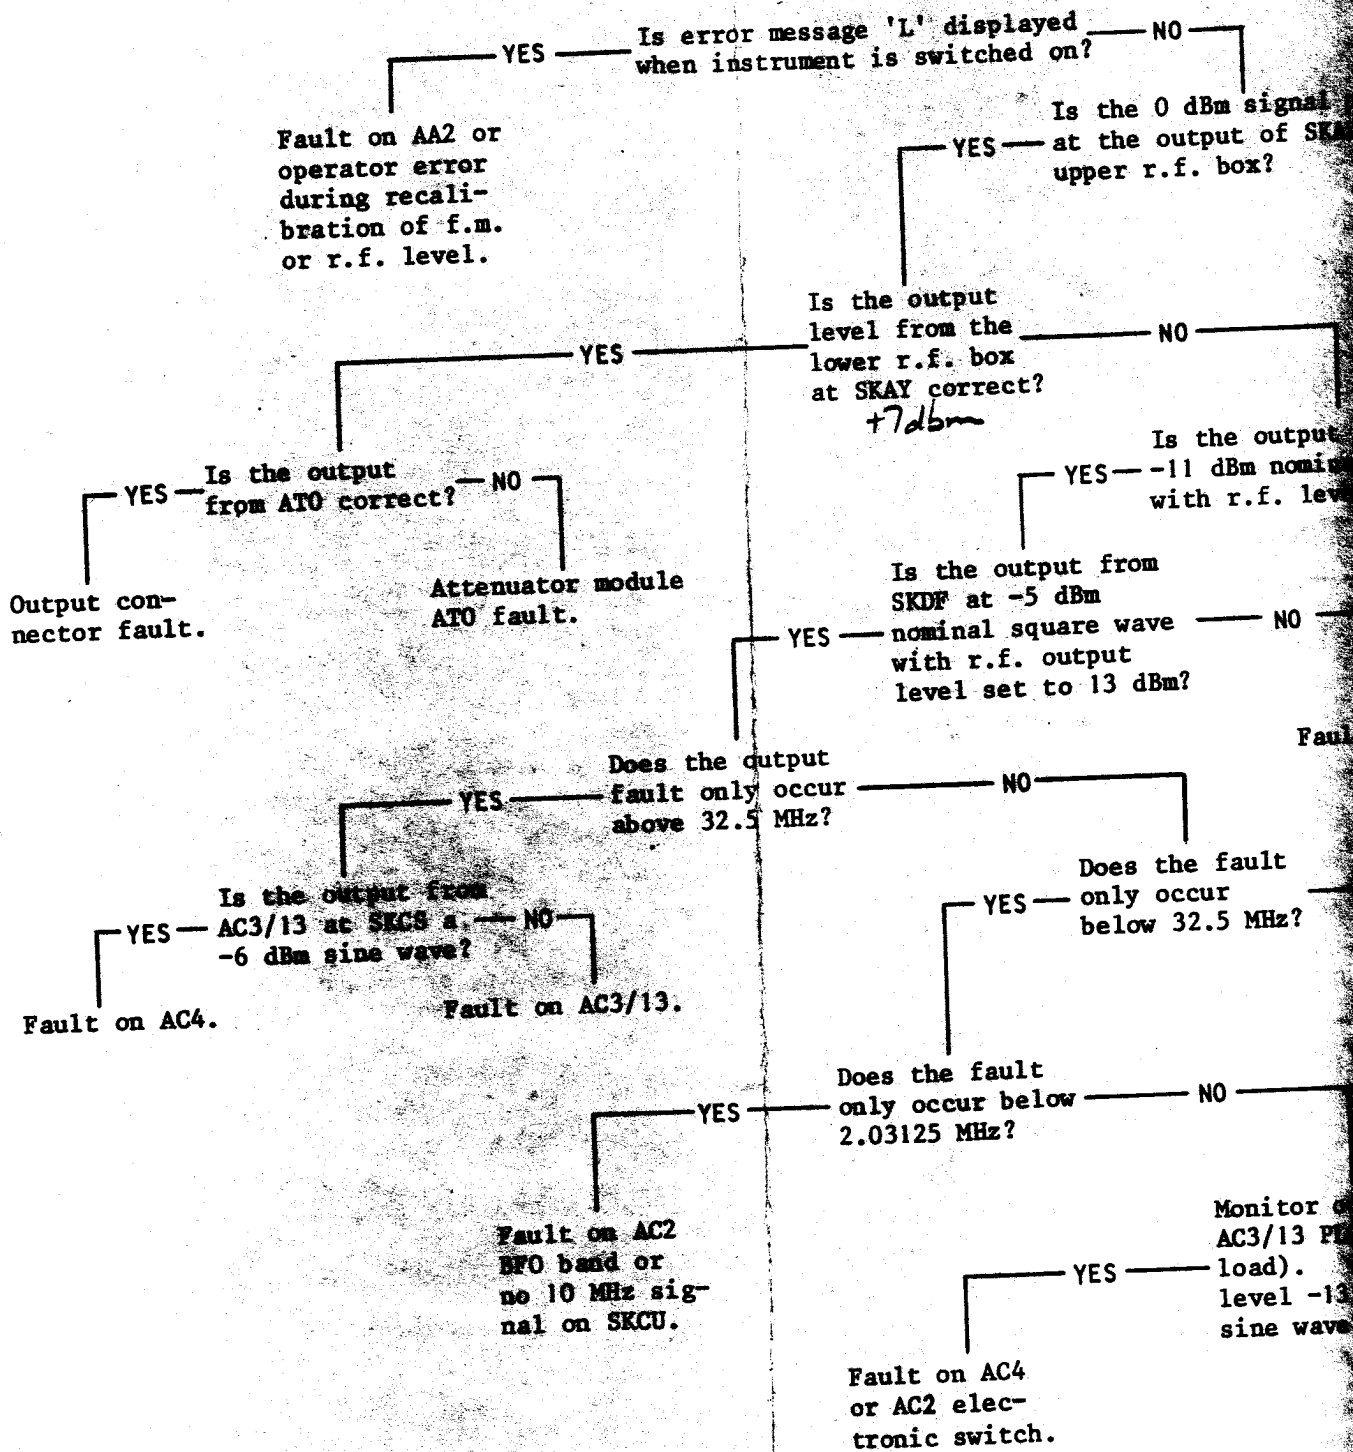 Is error message 'L' displayed
when instrument is switched on?
YES
NO
Fault on AA2 or
operator error
during recali-
bration of f.m.
or r.f. level.
Is the 0 dBm signal
at the output of
upper r.f. box?
YES
Is the output
level from the
lower r.f. box
at SKAY correct?
+7dbm
YES
NO
Is the output
from ATO correct?
YES
NO
Output con-
nector fault.
Attenuator module
ATO fault.
Is the output
-11 dBm
with r.f.
YES
Is the output from
SKDF at -5 dBm
nominal square wave
with r.f. output
level set to 13 dBm?
YES
NO
Does the output
fault only occur
above 32.5 MHz?
YES
NO
Is the output from
AC3/13 at SKCS a
-6 dBm sine wave?
YES
NO
Fault on AC4.
Fault on AC3/13.
Does the fault
only occur
below 32.5 MHz?
YES
Does the fault
only occur below
2.03125 MHz?
YES
NO
Fault on AC2
BFO band or
no 10 MHz sig-
nal on SKCU.
Monitor
AC3/13
load).
level -13
sine wave
YES
Fault on AC4
or AC2 elec-
tronic switch.